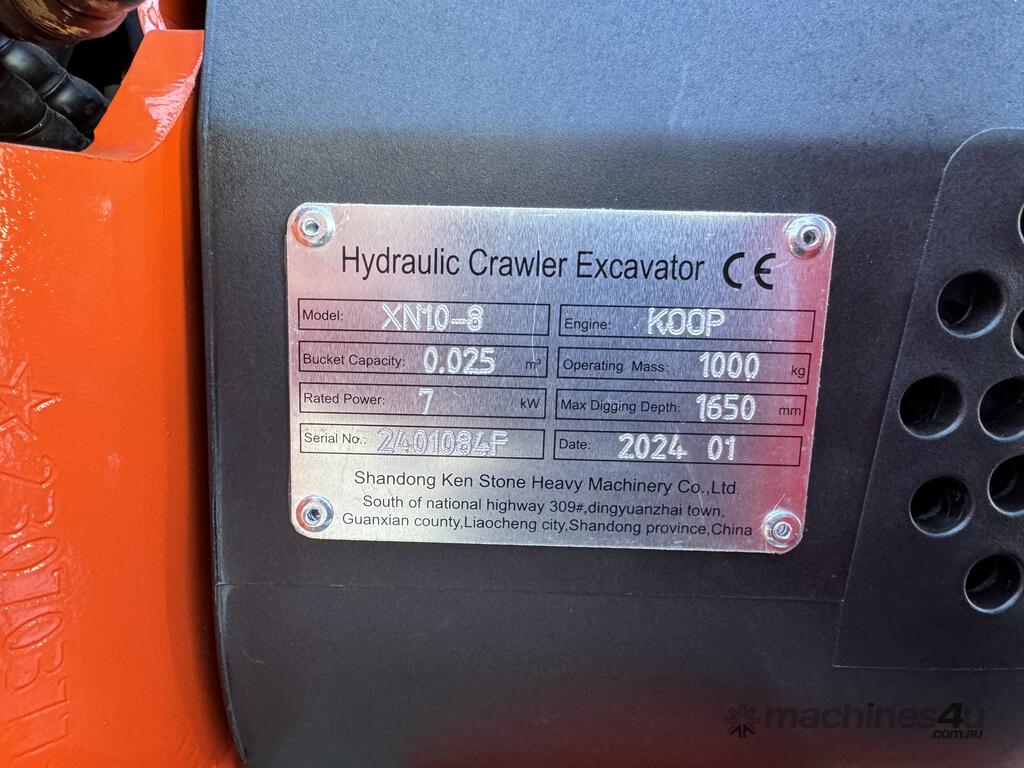 Hydraulic Crawler Excavator CE
Model: XN10-8 Engine: KOOP
Bucket Capacity: 0.025 m³ Operating Mass: 1000 kg
Rated Power: 7 kW Max Digging Depth: 1650 mm
Serial No.: 2401084F Date: 2024 01
Shandong Ken Stone Heavy Machinery Co.,Ltd.
South of national highway 309#,dingyuanzhai town,
Guanxian county,Liaocheng city,Shandong province,China
machines4u
.com.au